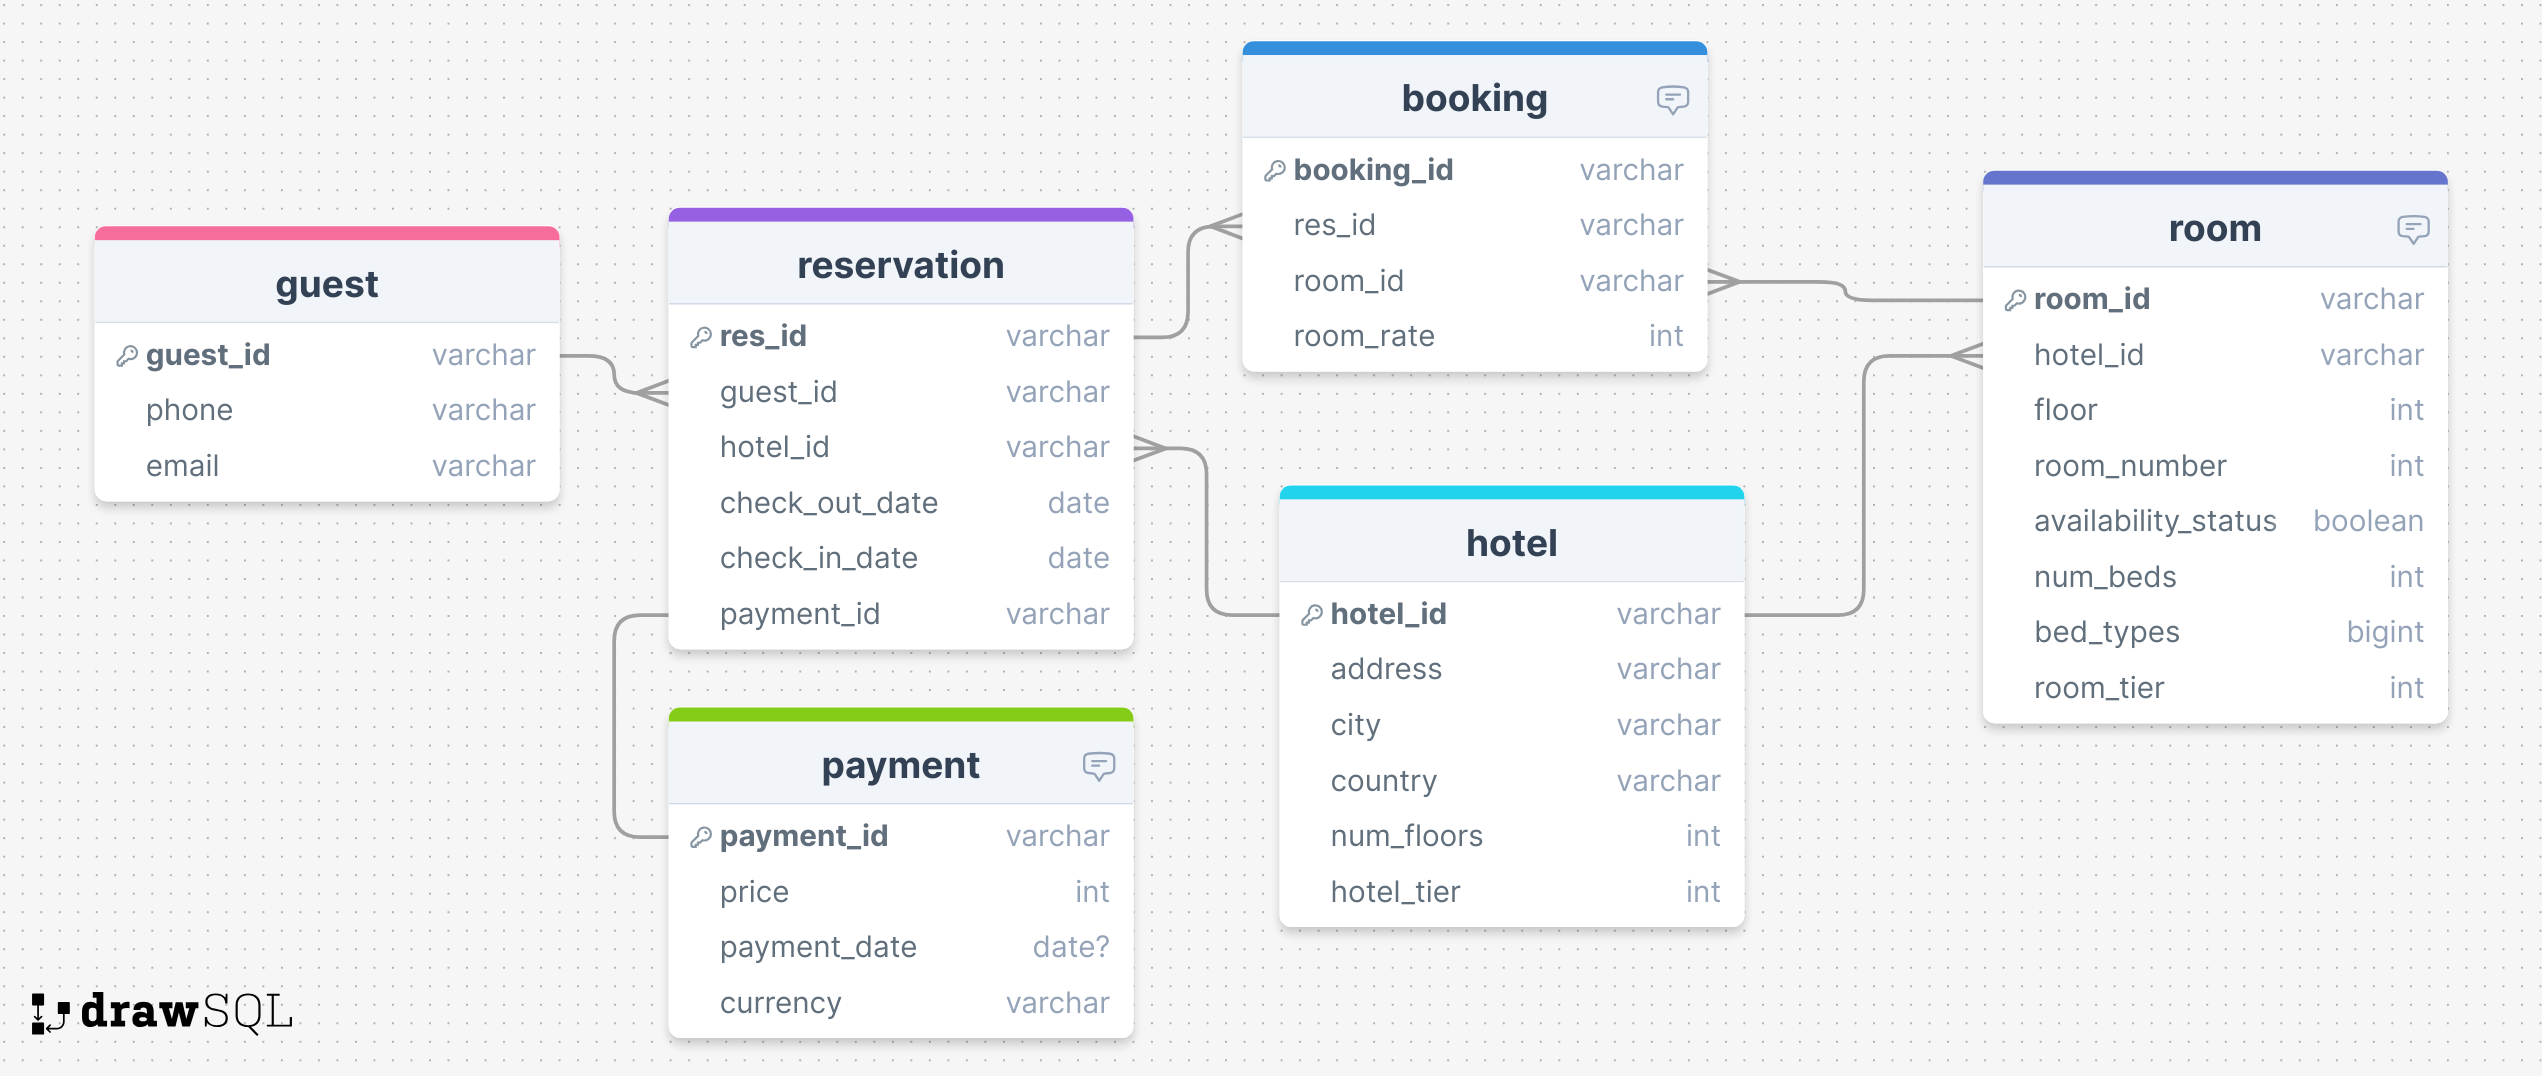 guest
guest_id varchar
phone varchar
email varchar
reservation
res_id varchar
guest_id varchar
hotel_id varchar
check_out_date date
check_in_date date
payment_id varchar
payment
payment_id varchar
price int
payment_date date?
currency varchar
booking
booking_id varchar
res_id varchar
room_id varchar
room_rate int
hotel
hotel_id varchar
address varchar
city varchar
country varchar
num_floors int
hotel_tier int
room
room_id varchar
hotel_id varchar
floor int
room_number int
availability_status boolean
num_beds int
bed_types bigint
room_tier int
drawSQL